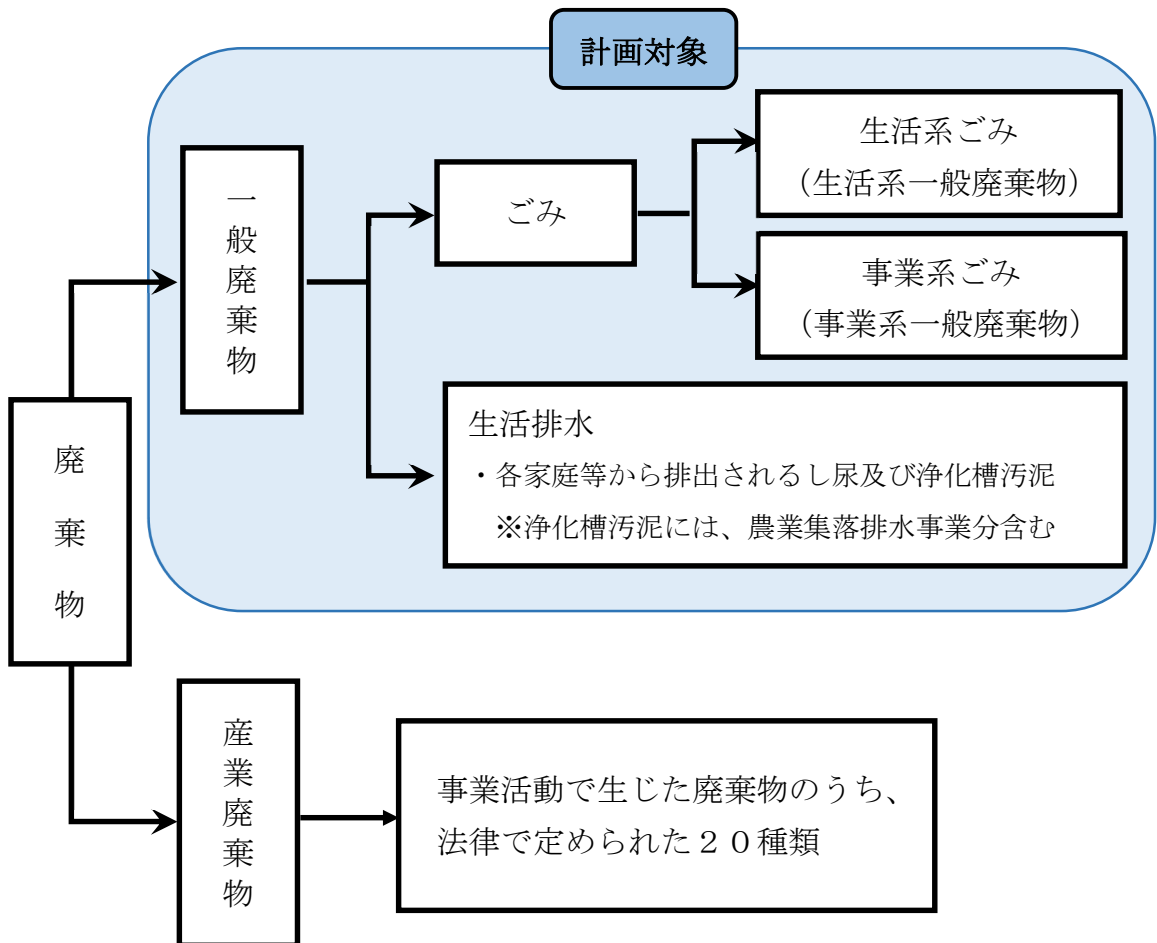 計画対象
廃棄物
一般廃棄物
ごみ
生活系ごみ
（生活系一般廃棄物）
事業系ごみ
（事業系一般廃棄物）
生活排水
・各家庭等から排出されるし尿及び浄化槽汚泥
※浄化槽汚泥には、農業集落排水事業分含む
産業廃棄物
事業活動で生じた廃棄物のうち、
法律で定められた２０種類